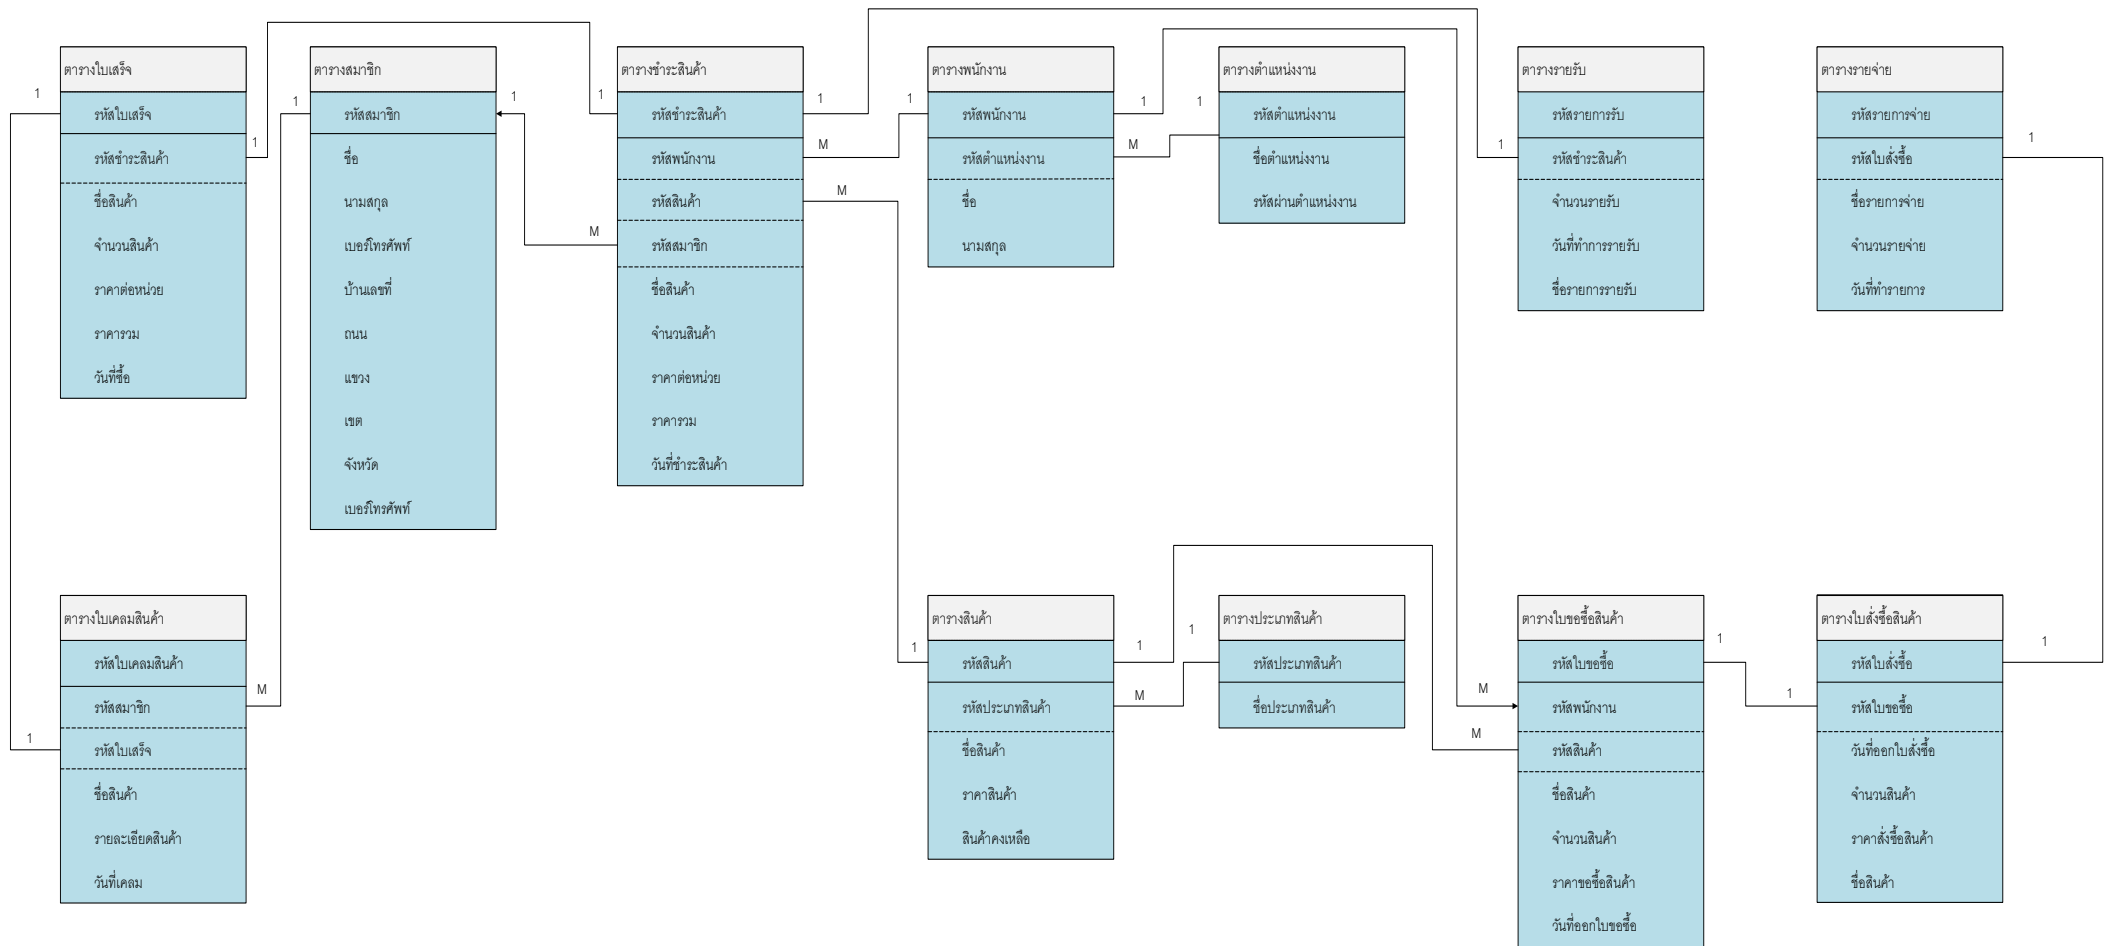 ตารางใบเสร็จ
รหัสใบเสร็จ
รหัสชำระสินค้า
ชื่อสินค้า
จำนวนสินค้า
ราคาต่อหน่วย
ราคารวม
วันที่ซื้อ
1
1
ตารางสมาชิก
รหัสสมาชิก
ชื่อ
นามสกุล
เบอร์โทรศัพท์
บ้านเลขที่
ถนน
แขวง
เขต
จังหวัด
เบอร์โทรศัพท์
1
1
ตารางชำระสินค้า
รหัสชำระสินค้า
รหัสพนักงาน
รหัสสินค้า
รหัสสมาชิก
ชื่อสินค้า
จำนวนสินค้า
ราคาต่อหน่วย
ราคารวม
วันที่ชำระสินค้า
1
M
1
M
M
ตารางพนักงาน
รหัสพนักงาน
รหัสตำแหน่งงาน
ชื่อ
นามสกุล
1
1
M
ตารางตำแหน่งงาน
รหัสตำแหน่งงาน
ชื่อตำแหน่งงาน
รหัสผ่านตำแหน่งงาน
1
ตารางรายรับ
รหัสรายการรับ
รหัสชำระสินค้า
จำนวนรายรับ
วันที่ทำการรายรับ
ชื่อรายการรายรับ
1
ตารางรายจ่าย
รหัสรายการจ่าย
รหัสใบสั่งซื้อ
ชื่อรายการจ่าย
จำนวนรายจ่าย
วันที่ทำรายการ
1
ตารางใบเคลมสินค้า
รหัสใบเคลมสินค้า
รหัสสมาชิก
รหัสใบเสร็จ
ชื่อสินค้า
รายละเอียดสินค้า
วันที่เคลม
M
1
ตารางสินค้า
รหัสสินค้า
รหัสประเภทสินค้า
ชื่อสินค้า
ราคาสินค้า
สินค้าคงเหลือ
1
1
M
ตารางประเภทสินค้า
รหัสประเภทสินค้า
ชื่อประเภทสินค้า
1
ตารางใบขอซื้อสินค้า
รหัสใบขอซื้อ
รหัสพนักงาน
รหัสสินค้า
ชื่อสินค้า
จำนวนสินค้า
ราคาขอซื้อสินค้า
วันที่ออกใบขอซื้อ
M
M
1
ตารางใบสั่งซื้อสินค้า
รหัสใบสั่งซื้อ
รหัสใบขอซื้อ
วันที่ออกใบสั่งซื้อ
จำนวนสินค้า
ราคาสั่งซื้อสินค้า
ชื่อสินค้า
1
1